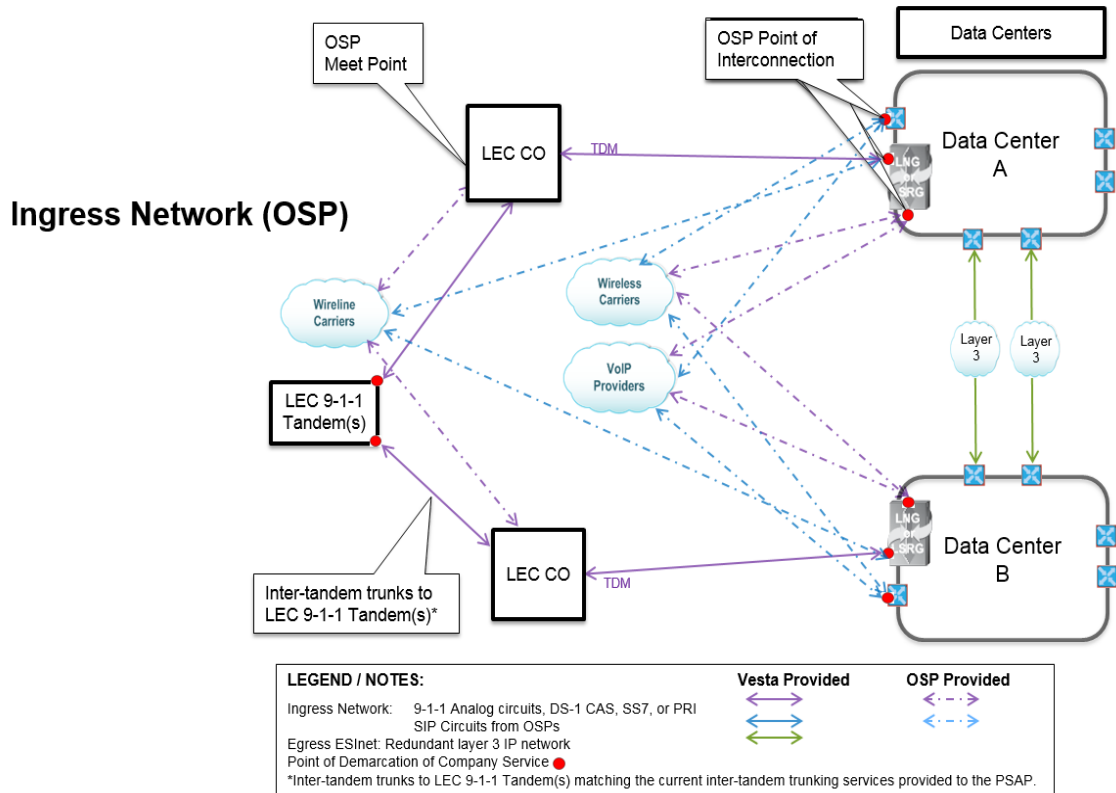 OSP
Meet Point
OSP Point of
Interconnection
Data Centers
LEC CO
TDM
LNG
or
LSRG
Data Center
A
Ingress Network (OSP)
Wireline
Carriers
Wireless
Carriers
VoIP
Providers
Layer
3
Layer
3
LEC 9-1-1
Tandem(s)
LEC CO
TDM
LNG
or
LSRG
Data Center
B
Inter-tandem trunks to
LEC 9-1-1 Tandem(s)*
LEGEND / NOTES:
Vesta Provided
OSP Provided
Ingress Network: 9-1-1 Analog circuits, DS-1 CAS, SS7, or PRI
SIP Circuits from OSPs
Egress ESInet: Redundant layer 3 IP network
Point of Demarcation of Company Service
*Inter-tandem trunks to LEC 9-1-1 Tandem(s) matching the current inter-tandem trunking services provided to the PSAP.